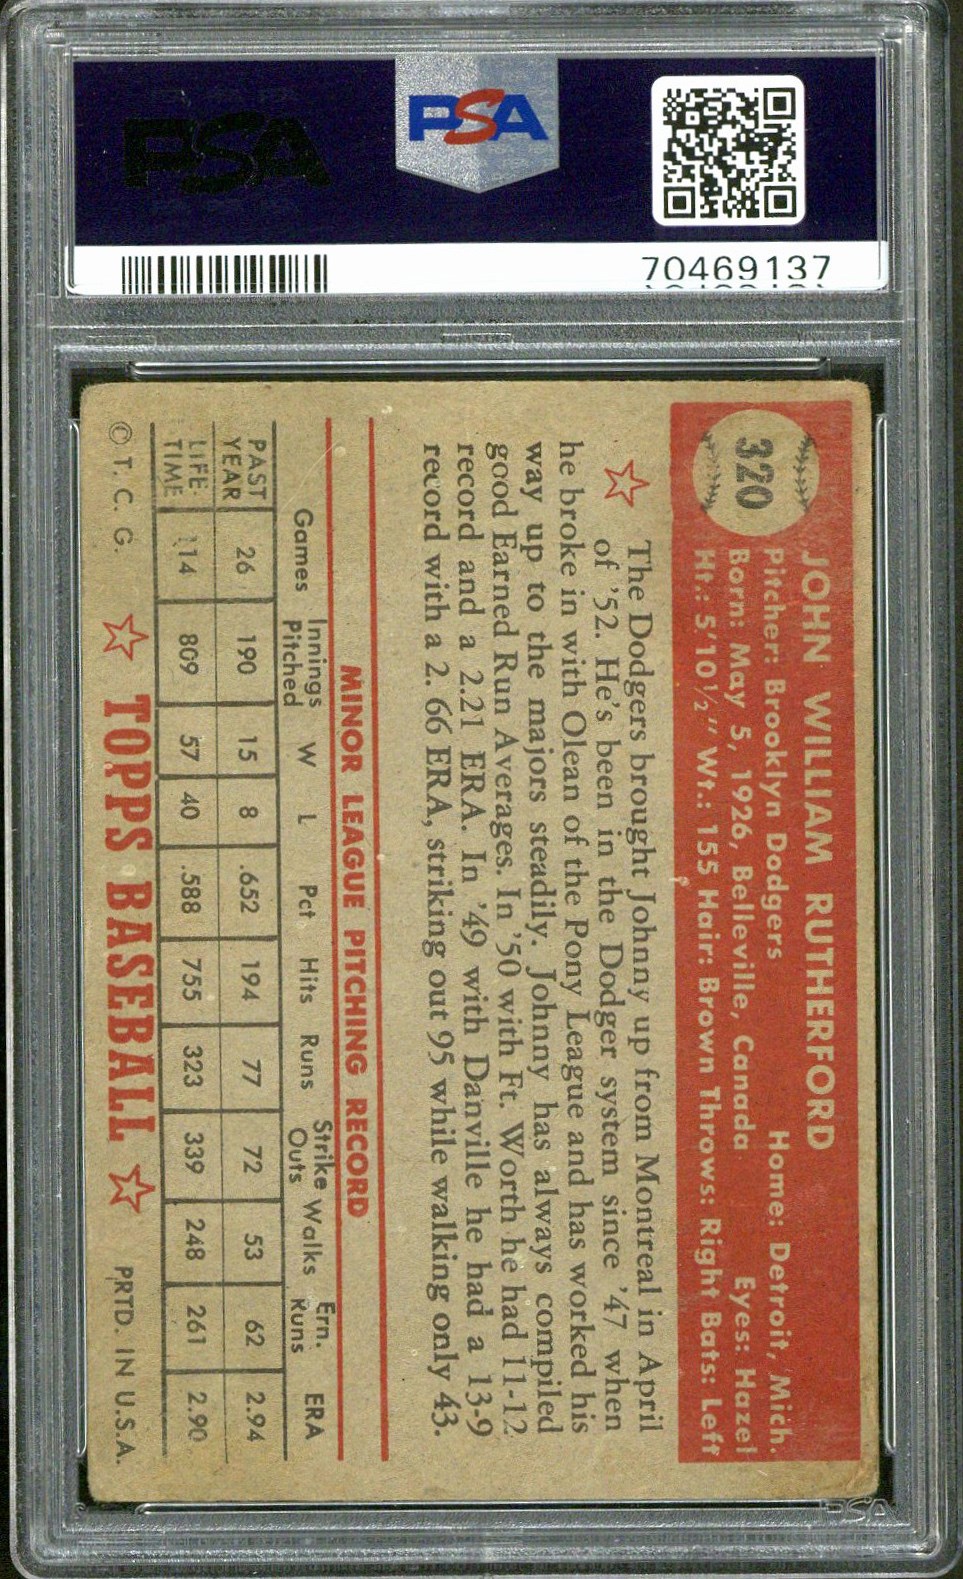 PSA
PSA
70469137
320
JOHN WILLIAM RUTHERFORD
Pitcher: Brooklyn Dodgers Home: Detroit, Mich.
Born: May 5, 1926, Belleville, Canada Eyes: Hazel
Ht.: 5'10½" Wt.: 155 Hair: Brown Throws: Right Bats: Left
The Dodgers brought Johnny up from Montreal in April
of '52. He's been in the Dodger system since '47 when
he broke in with Olean of the Pony League and has worked his
way up to the majors steadily. Johnny has always compiled
good Earned Run Averages. In '50 with Ft. Worth he had 11-12
record and a 2.21 ERA. In '49 with Danville he had a 13-9
record with a 2.66 ERA, striking out 95 while walking only 43.
MINOR LEAGUE PITCHING RECORD
Games Innings Pitched W L Pct Hits Runs Strike Outs Walks Ern. Runs ERA
PAST YEAR 26 190 15 8 .652 194 77 72 53 62 2.94
LIFE TIME 114 809 57 40 .588 755 323 339 248 261 2.90
© T. C. G. TOPPS BASEBALL PRTD. IN U.S.A.
PSA